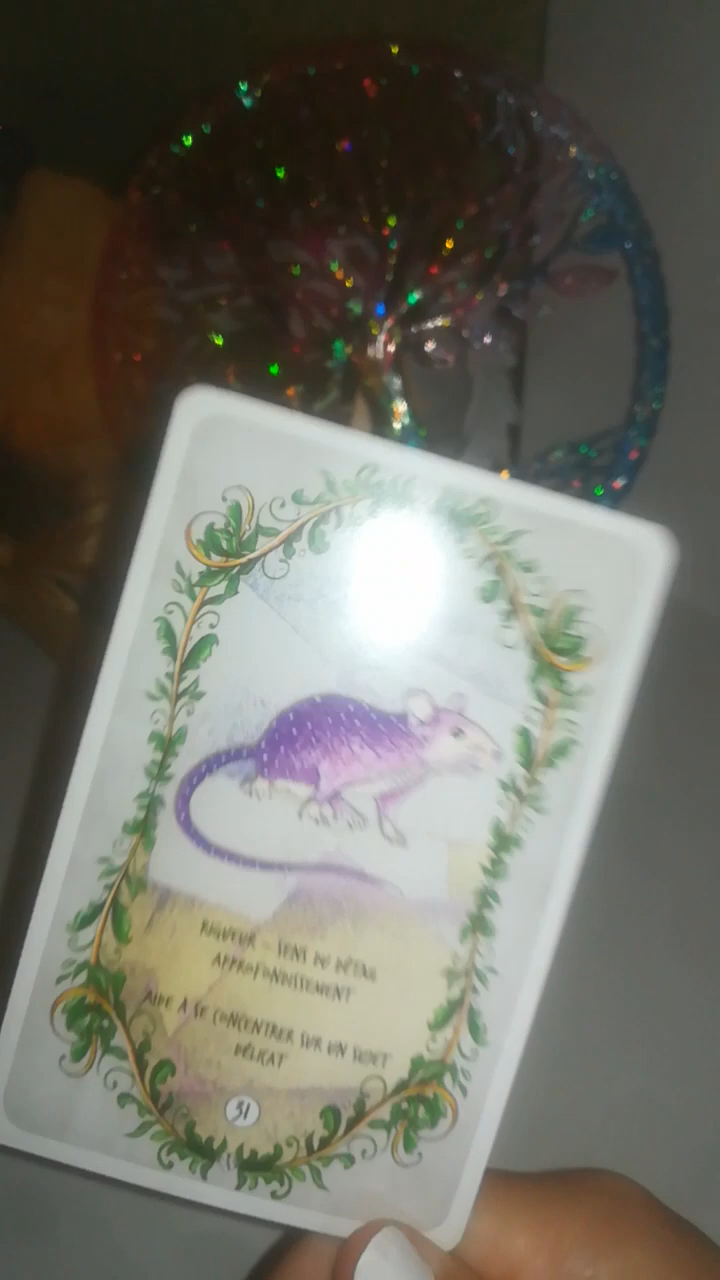 RIGUEUR - SENS DU DÉTAIL
APPROFONDISSEMENT
AIDE A SE CONCENTRER SUR UN SUJET
DÉLICAT
31